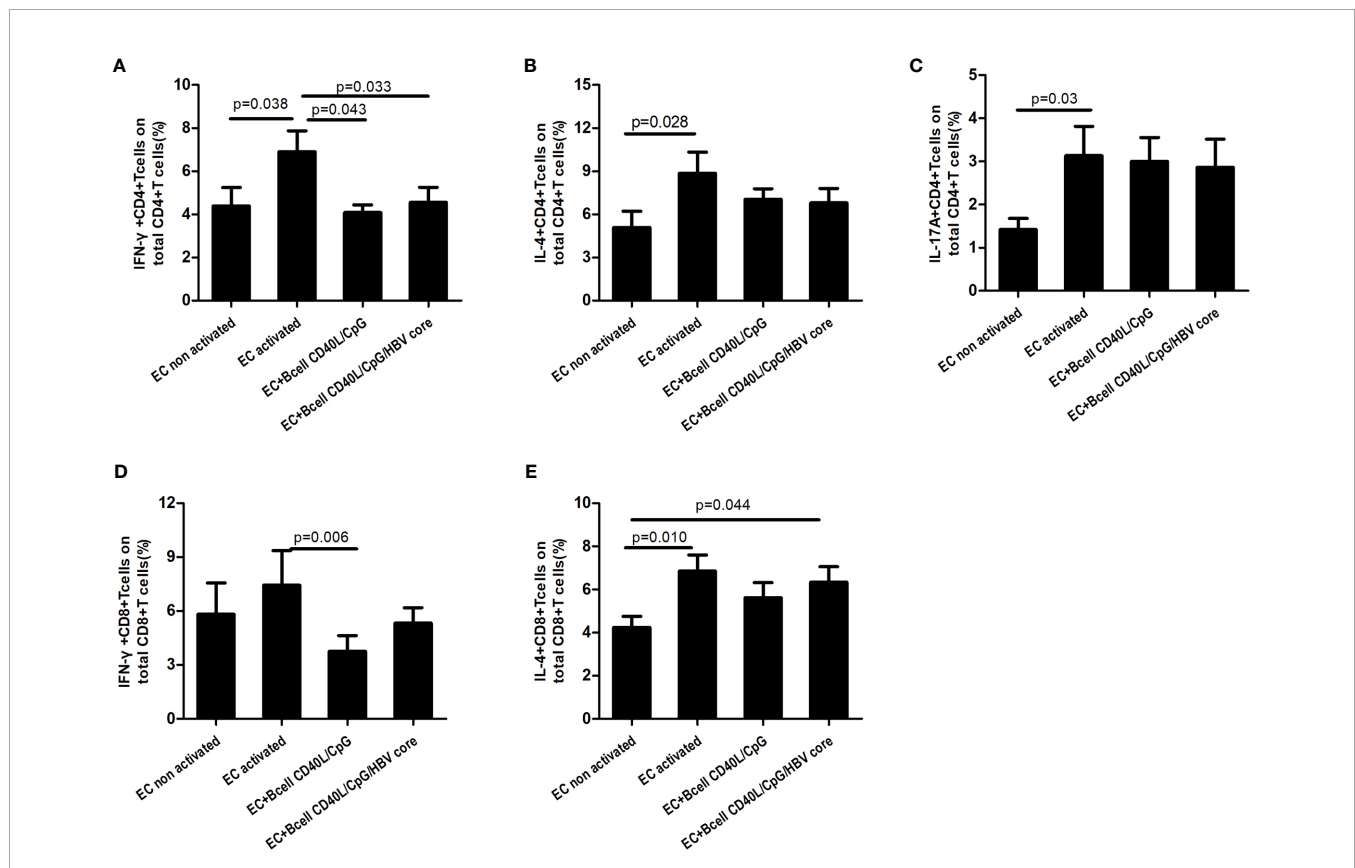 A
IFN-γ +CD4+Tcells on
total CD4+T cells(%)
10
8
6
4
2
0
p=0.038
p=0.033
p=0.043
EC non activated
EC activated
EC+Bcell CD40L/CpG
EC+Bcell CD40L/CpG/HBV core
B
IL-4+CD4+Tcells on
total CD4+T cells(%)
15
12
9
6
3
0
p=0.028
EC non activated
EC activated
EC+Bcell CD40L/CpG
EC+Bcell CD40L/CpG/HBV core
C
IL-17A+CD4+Tcells on
total CD4+T cells(%)
5
4
3
2
1
0
p=0.03
EC non activated
EC activated
EC+Bcell CD40L/CpG
EC+Bcell CD40L/CpG/HBV core
D
IFN-γ +CD8+Tcells on
total CD8+T cells(%)
12
9
6
3
0
p=0.006
EC non activated
EC activated
EC+Bcell CD40L/CpG
EC+Bcell CD40L/CpG/HBV core
E
IL-4+CD8+Tcells on
total CD8+T cells(%)
10
8
6
4
2
0
p=0.044
p=0.010
EC non activated
EC activated
EC+Bcell CD40L/CpG
EC+Bcell CD40L/CpG/HBV core